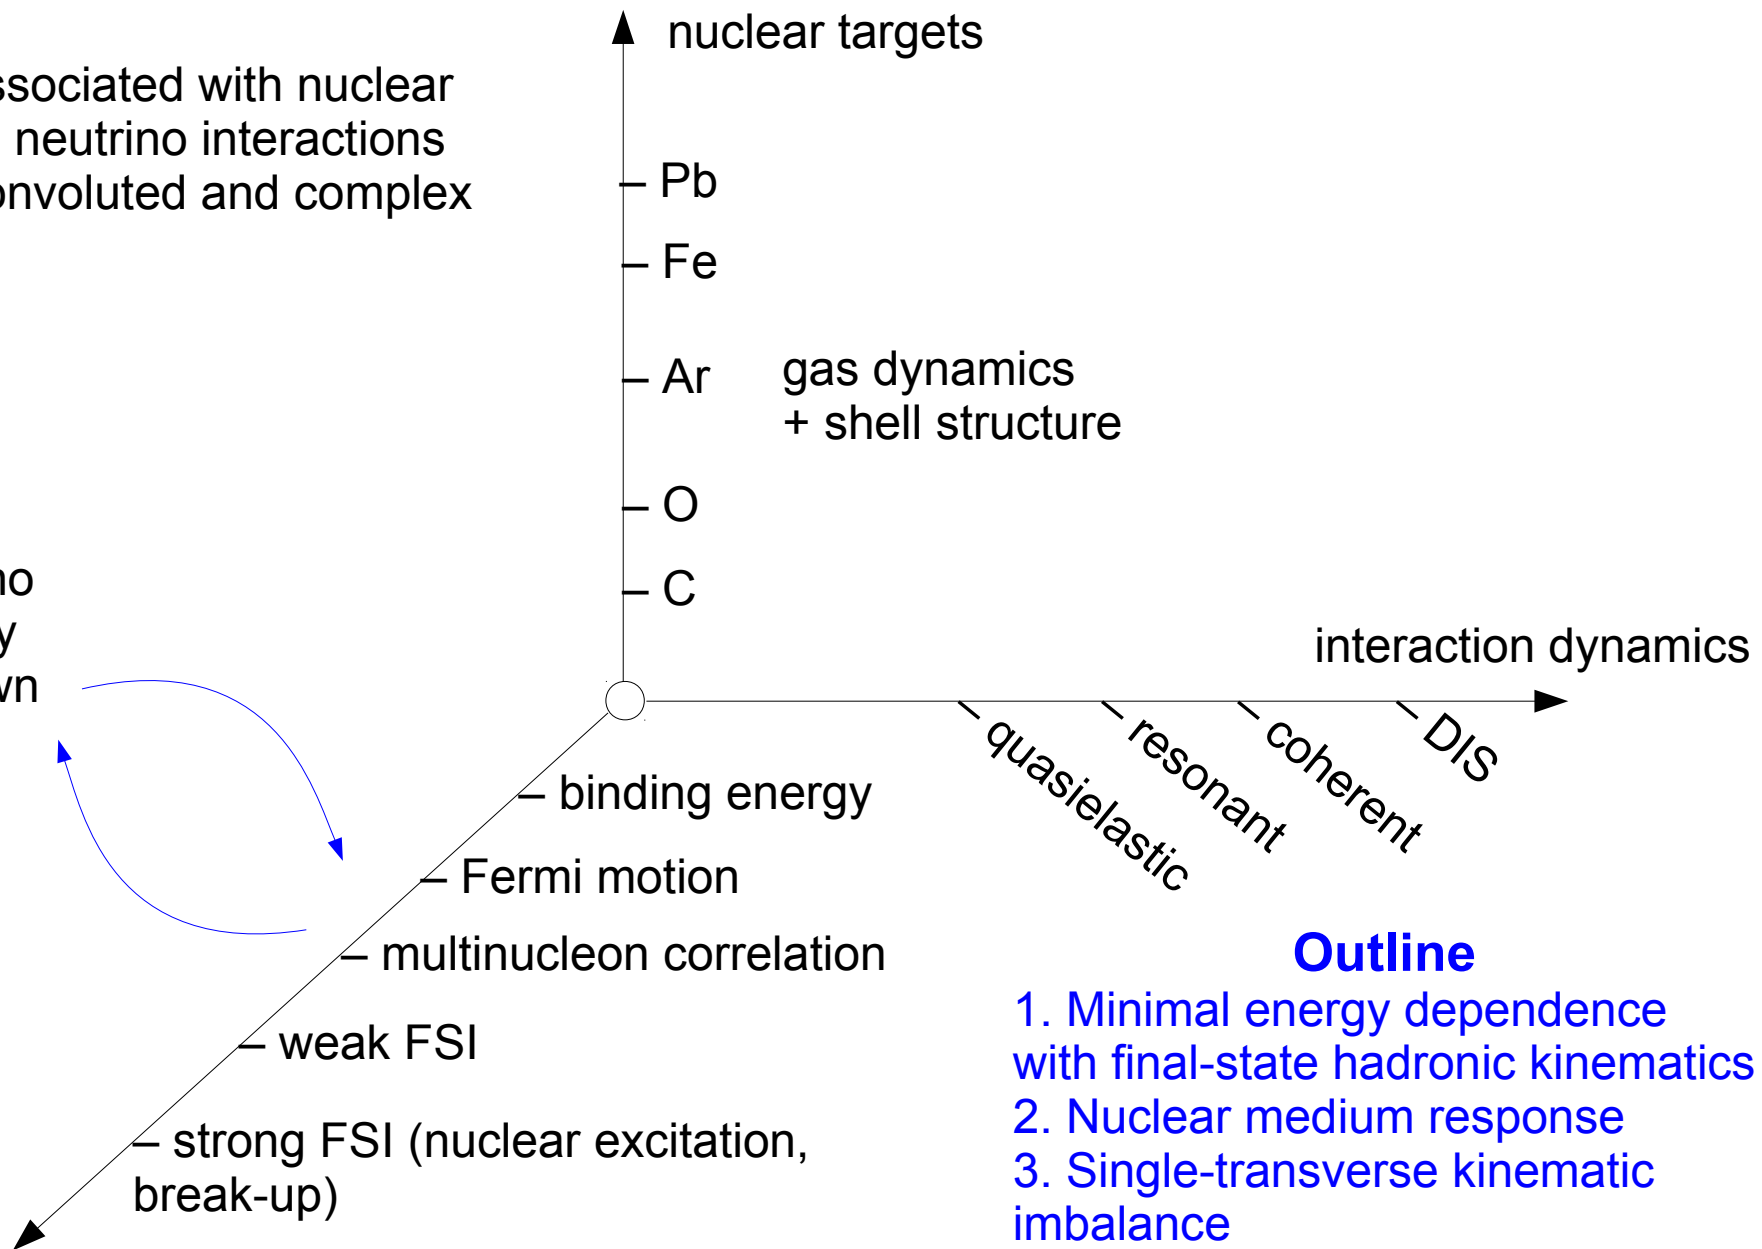 nuclear targets
ssociated with nuclear
neutrino interactions
onvoluted and complex
– Pb
– Fe
– Ar
gas dynamics
+ shell structure
– O
– C
no
y
wn
interaction dynamics
– quasielastic
– resonant
– coherent
– DIS
– binding energy
– Fermi motion
– multinucleon correlation
– weak FSI
– strong FSI (nuclear excitation,
break-up)
Outline
1. Minimal energy dependence
with final-state hadronic kinematics
2. Nuclear medium response
3. Single-transverse kinematic
imbalance